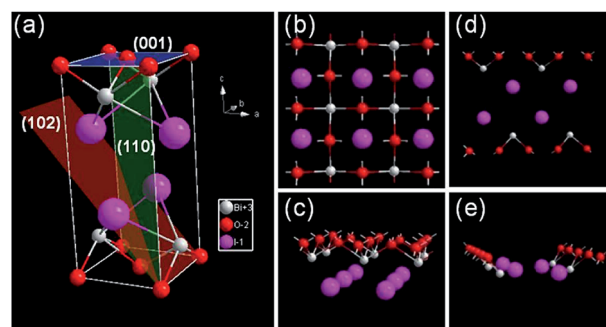 (a)
(001)
(102)
(110)
c
b
a
Bi+3
O-2
I-1
(b)
(c)
(d)
(e)